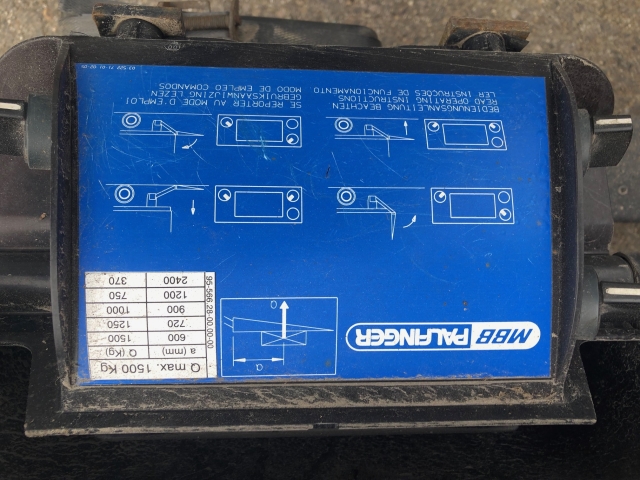 MBB PALFINGER
a
Q
Q max. 1500 Kg
a (mm) Q (Kg)
600 1500
720 1250
900 1000
1200 750
2400 370
95-566.28-00.00-00
BEDIENUNGSANLEITUNG BEACHTEN
READ OPERATING INSTRUCTIONS
LER INSTRUÇÕES DE FUNCIONAMENTO
SE REPORTER AU MODE D'EMPLOI
GEBRUIKSAANWIJZING LEZEN
MODO DE EMPLEO COMANDOS